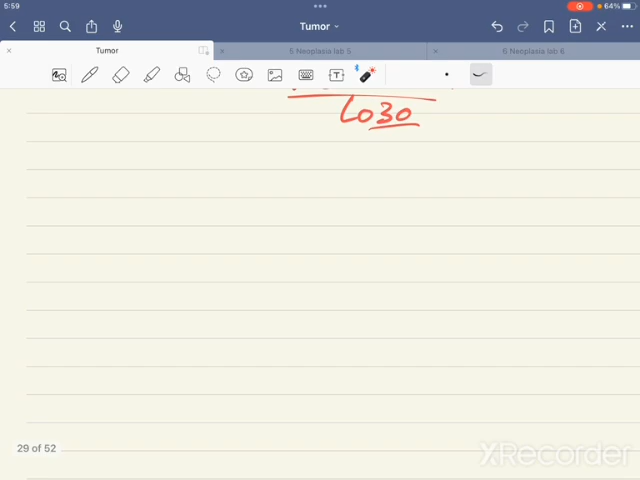 5:59
64%
Tumor
Tumor
5 Neoplasia lab 5
6 Neoplasia lab 6
Lo30
29 of 52
XRecorder